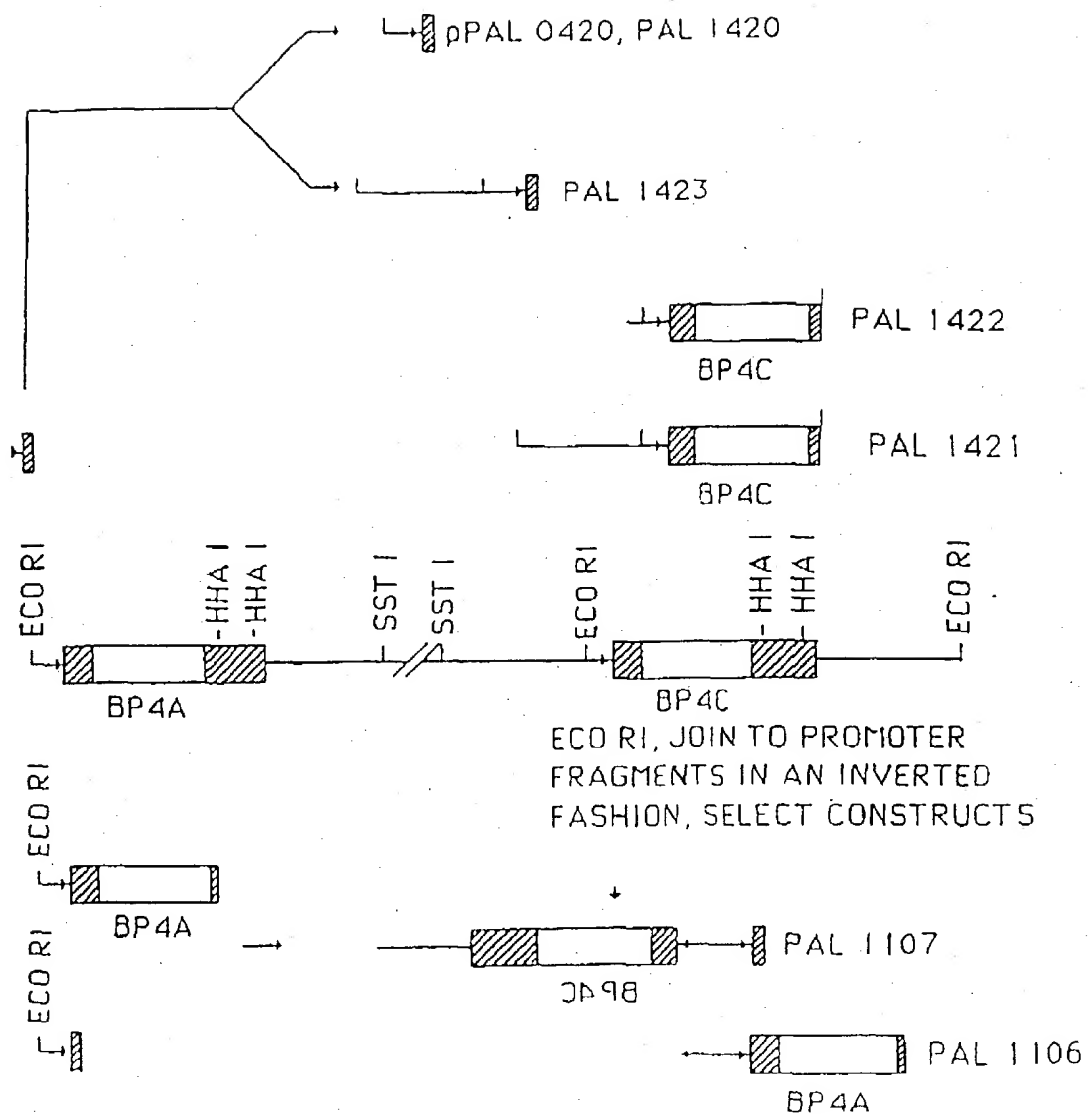 pPAL 0420, PAL 1420
PAL 1423
PAL 1422
BP4C
PAL 1421
BP4C
ECO RI
-HHA I
-HHA I
SST I
SST I
ECO RI
-HHA I
-HHA I
ECO RI
BP4A
BP4C
ECO RI, JOIN TO PROMOTER
FRAGMENTS IN AN INVERTED
FASHION, SELECT CONSTRUCTS
ECO RI
BP4A
ECO RI
PAL 1107
BP4C
PAL 1106
BP4A